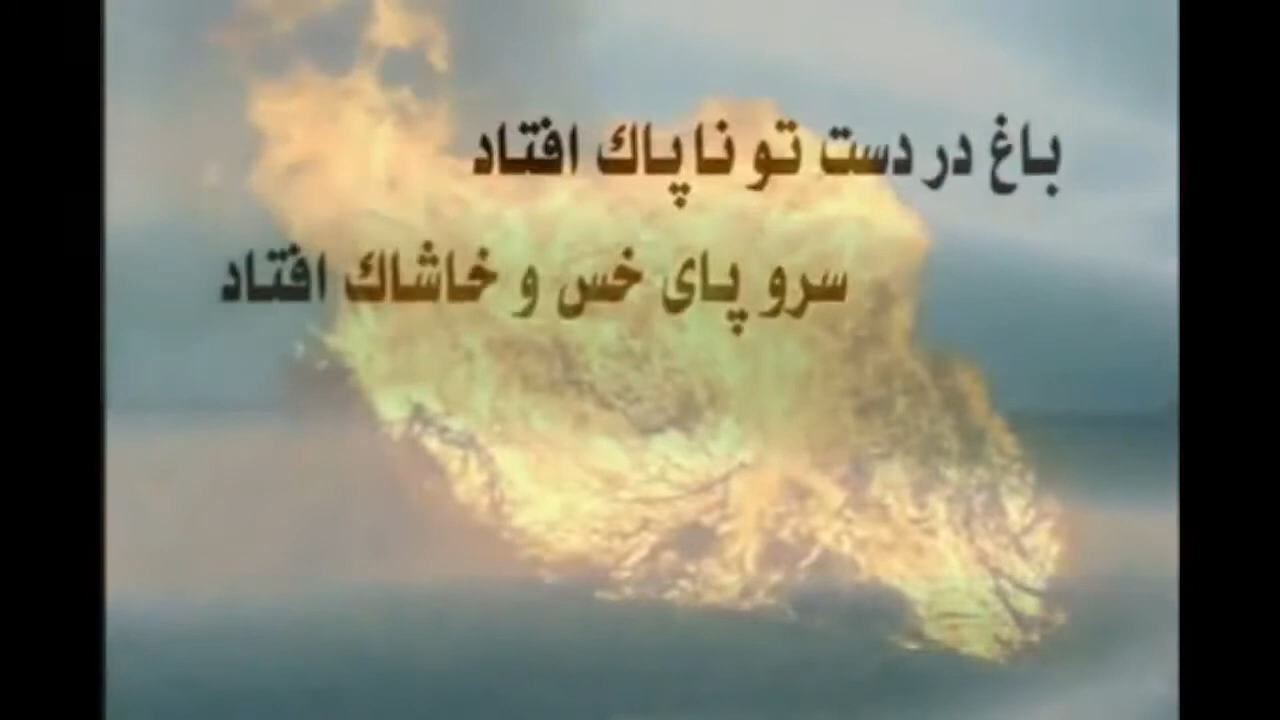 باغ در دست تو ناپاك افتاد
سرو پای خس و خاشاك افتاد